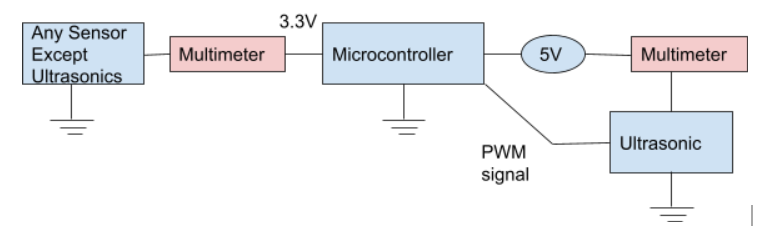 Any Sensor
Except
Ultrasonics
Multimeter
3.3V
Microcontroller
5V
Multimeter
Ultrasonic
PWM
signal